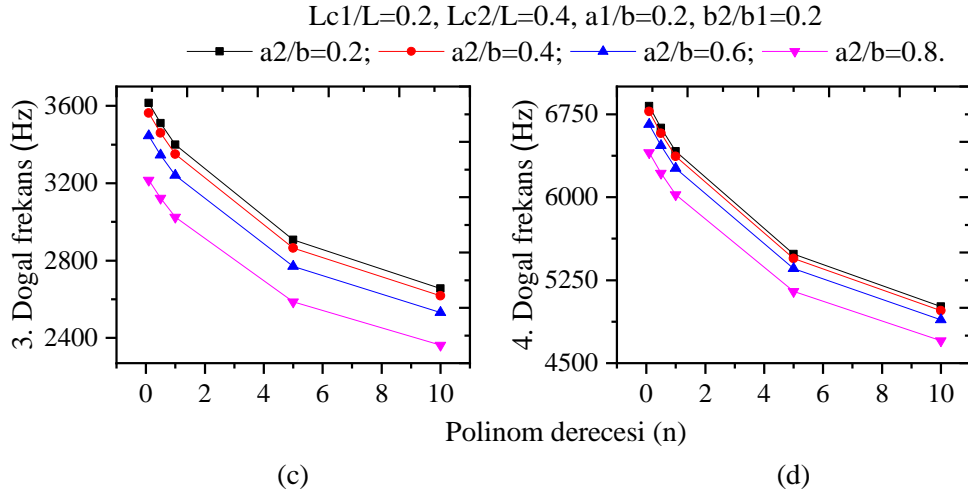 Lc1/L=0.2, Lc2/L=0.4, a1/b=0.2, b2/b1=0.2
a2/b=0.2; a2/b=0.4; a2/b=0.6; a2/b=0.8.
3. Dogal frekans (Hz)
3600
3200
2800
2400
0 2 4 6 8 10
4. Dogal frekans (Hz)
6750
6000
5250
4500
0 2 4 6 8 10
Polinom derecesi (n)
(c) (d)